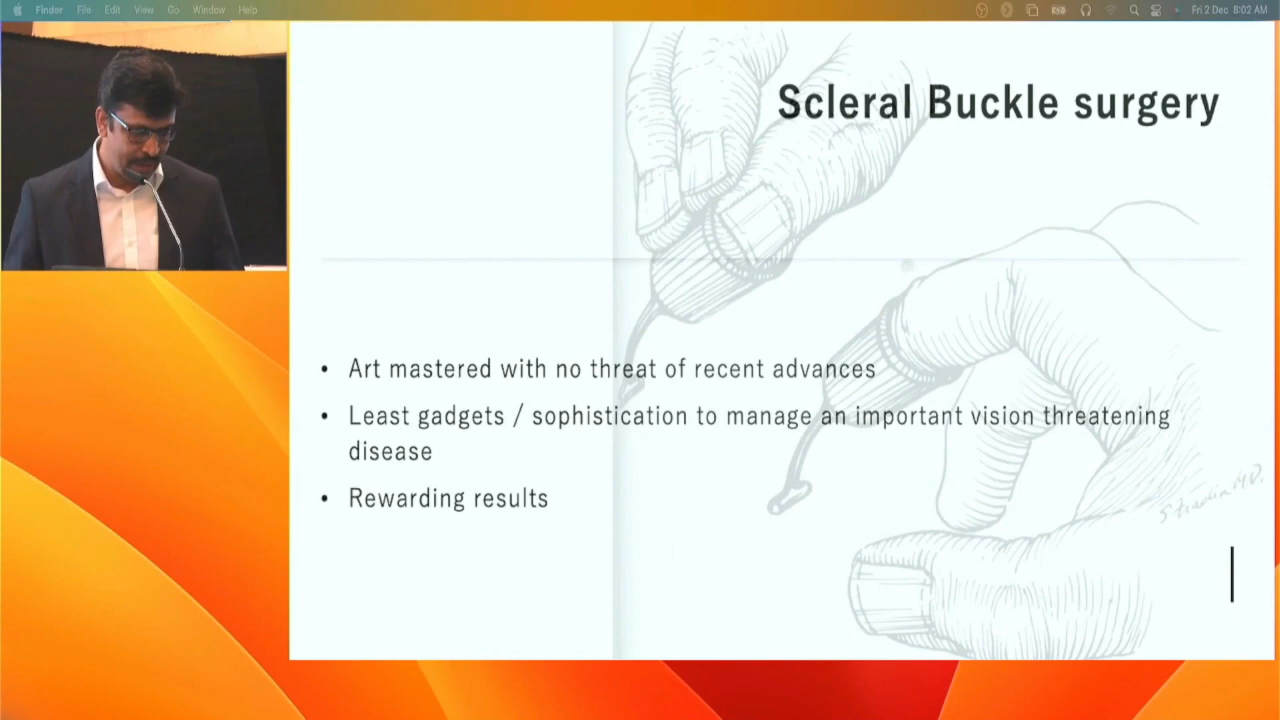 Finder File Edit View Go Window Help
Fri 2 Dec 8:02 AM
Scleral Buckle surgery
• Art mastered with no threat of recent advances
• Least gadgets / sophistication to manage an important vision threatening
disease
• Rewarding results